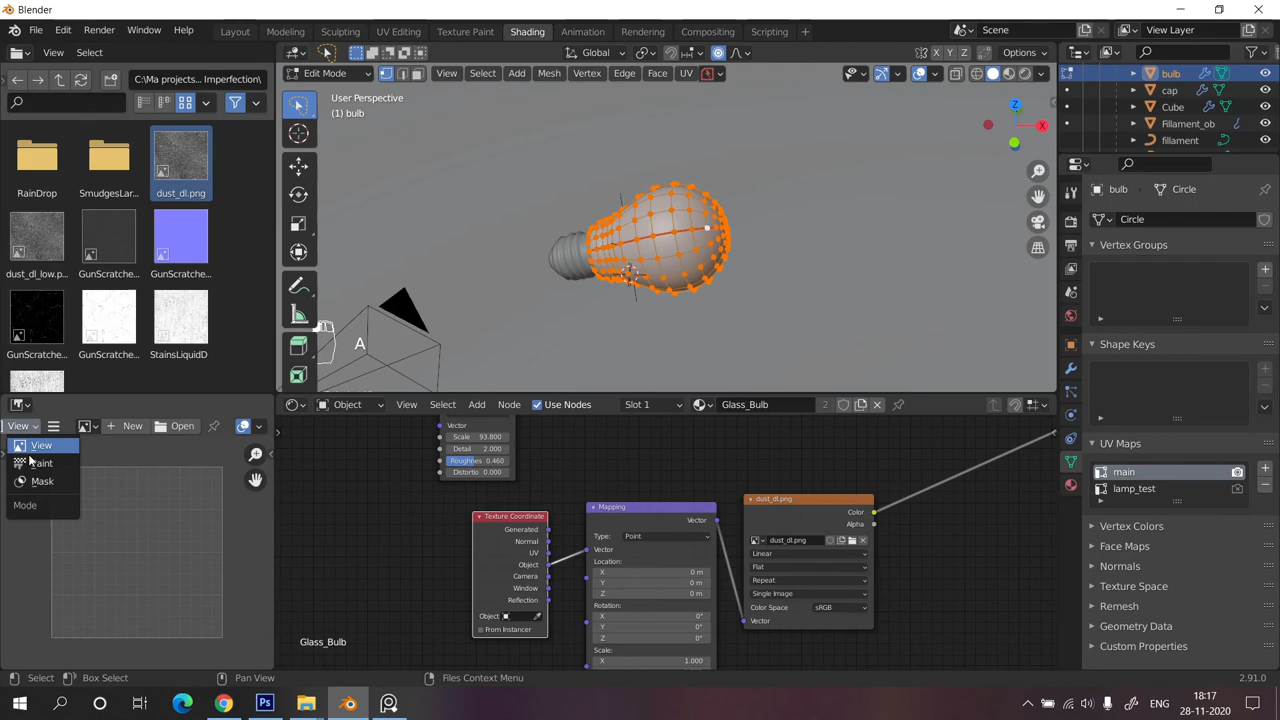 Blender
File Edit Render Window Help Layout Modeling Sculpting UV Editing Texture Paint Shading Animation Rendering Compositing Scripting Scene View Layer
View Select
C:\Ma projects... Imperfection\
RainDrop SmudgesLar... dust_dl.png
dust_dl_low.p... GunScratche... GunScratche...
GunScratche... GunScratche... StainsLiquidD
View New Open
View
Paint
Mask
Mode
Global Options
Edit Mode View Select Add Mesh Vertex Edge Face UV
X Y Z
User Perspective
(1) bulb
Z
X
A
Object View Select Add Node Use Nodes Slot 1 Glass_Bulb 2
Vector
Scale 93.800
Detail 2.000
Roughness 0.460
Distortio 0.000
Texture Coordinate
Generated
Normal
UV
Object
Camera
Window
Reflection
Object
From Instancer
Mapping
Vector
Type: Point
Vector
Location:
X 0 m
Y 0 m
Z 0 m
Rotation:
X 0°
Y 0°
Z 0°
Scale:
X 1.000
dust_dl.png
Color
Alpha
dust_dl.png
Linear
Flat
Repeat
Single Image
Color Space sRGB
Vector
Glass_Bulb
bulb
cap
Cube
Fillament_ob
fillament
bulb Circle
Circle
Vertex Groups
Shape Keys
UV Maps
main
lamp_test
Vertex Colors
Face Maps
Normals
Texture Space
Remesh
Geometry Data
Custom Properties
Select Box Select Pan View Files Context Menu 2.91.0
ENG 18:17
28-11-2020